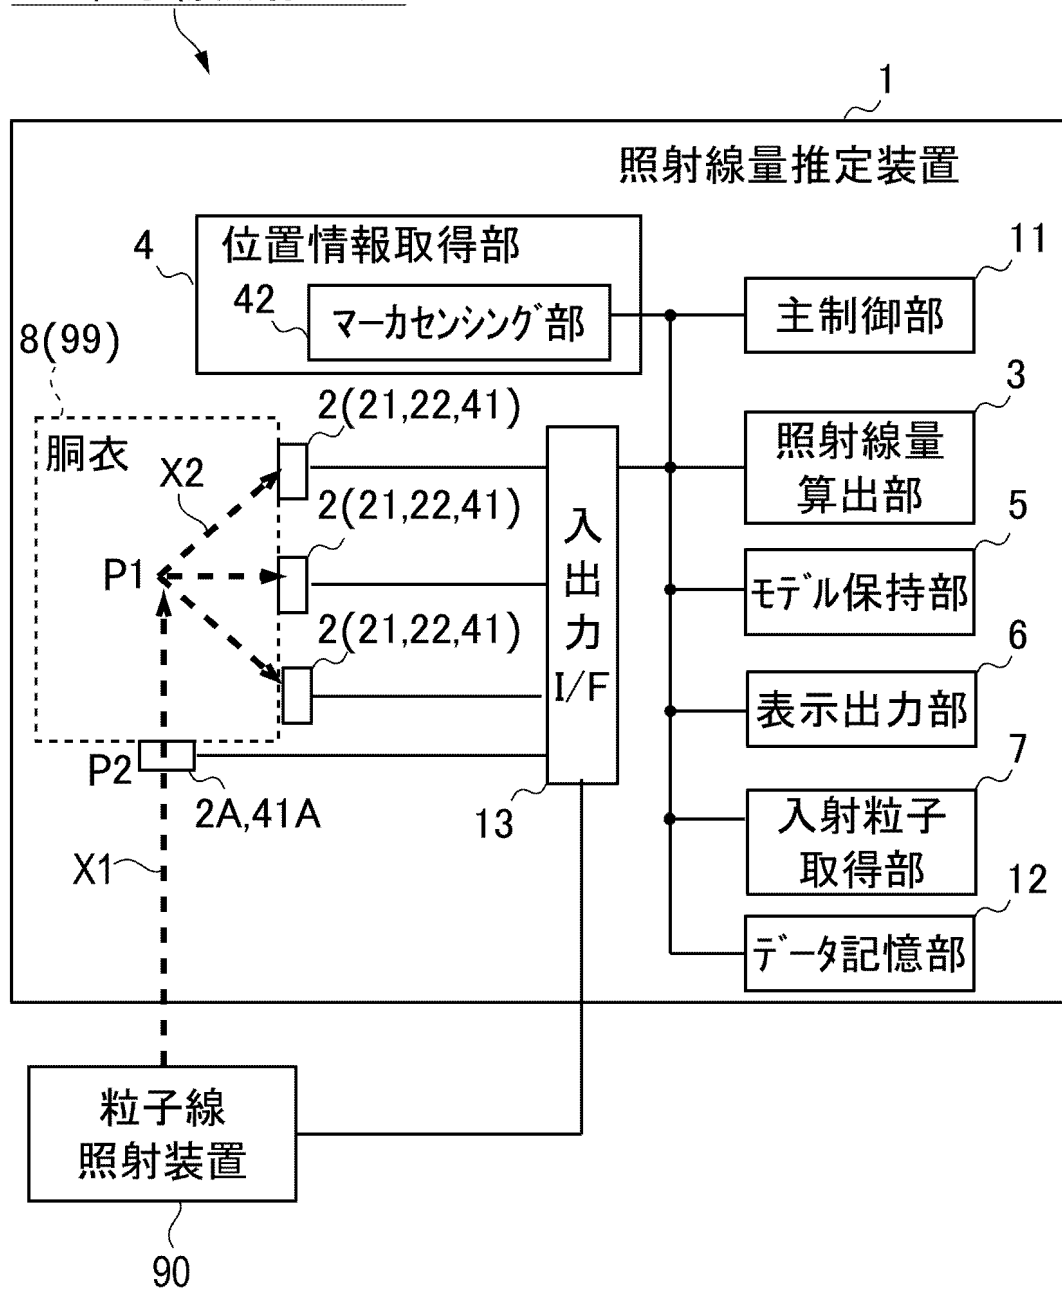 1
照射線量推定装置
4
位置情報取得部
11
42
マーカセンシング部
主制御部
8(99)
2(21,22,41)
3
胴衣
照射線量
算出部
X2
2(21,22,41)
5
P1
入出力
I/F
モデル保持部
2(21,22,41)
6
表示出力部
P2
7
2A,41A
13
入射粒子
取得部
X1
12
データ記憶部
粒子線
照射装置
90